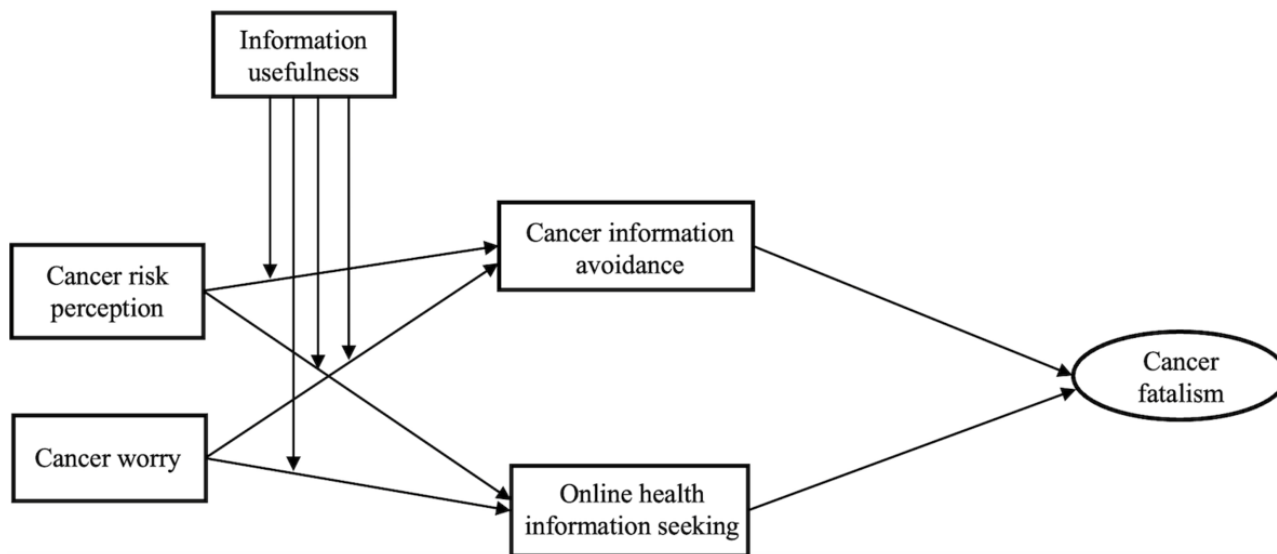 Information
usefulness
Cancer risk
perception
Cancer worry
Cancer information
avoidance
Online health
information seeking
Cancer
fatalism